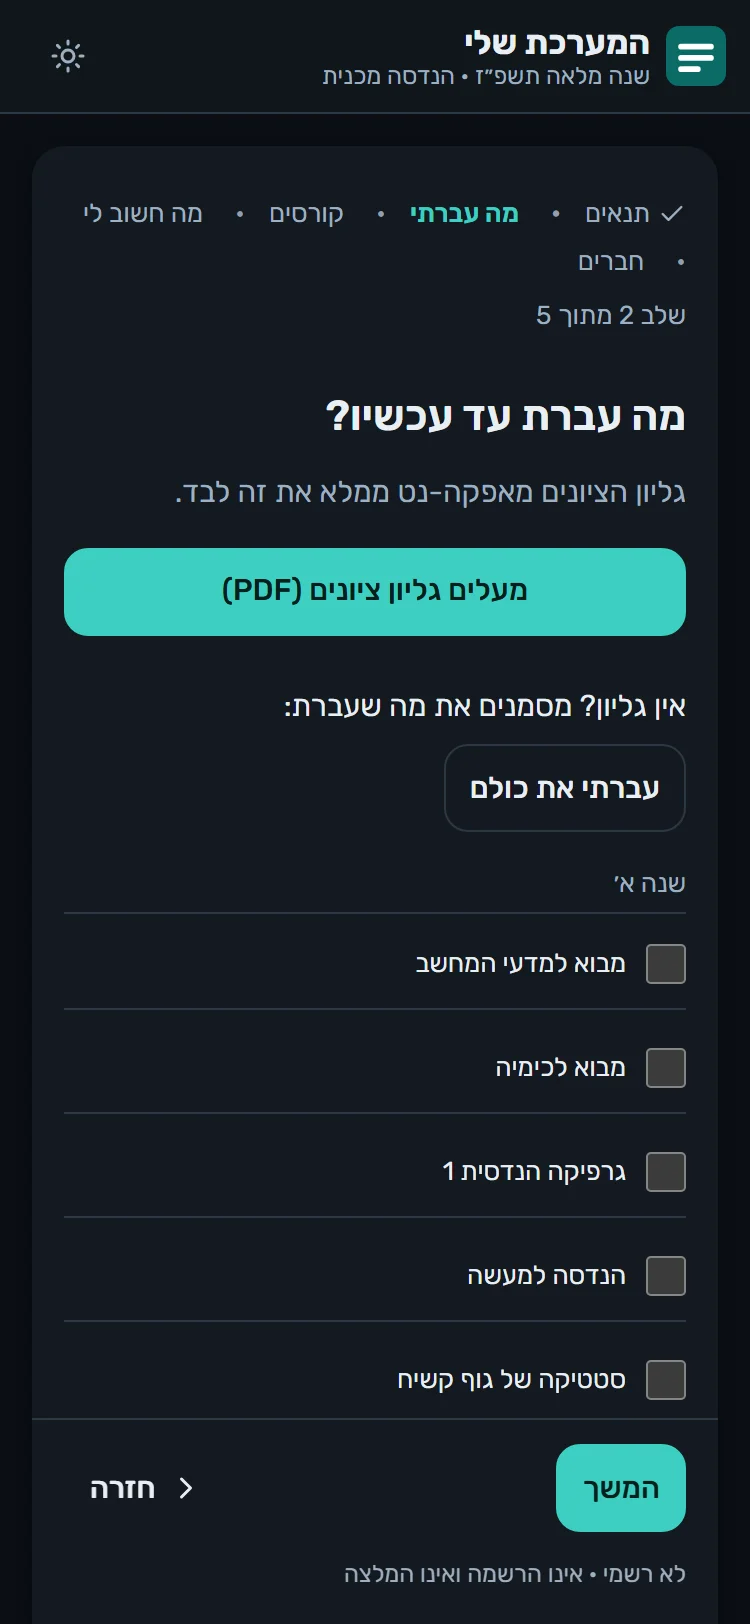 המערכת שלי
שנה מלאה תשפ״ז • הנדסה מכנית
תנאים • מה עברתי • קורסים • מה חשוב לי
• חברים
שלב 2 מתוך 5
מה עברת עד עכשיו?
גליון הציונים מאפקה-נט ממלא את זה לבד.
מעלים גליון ציונים (PDF)
אין גליון? מסמנים את מה שעברת:
עברתי את כולם
שנה א׳
מבוא למדעי המחשב
מבוא לכימיה
גרפיקה הנדסית 1
הנדסה למעשה
סטטיקה של גוף קשיח
המשך
חזרה
לא רשמי • אינו הרשמה ואינו המלצה